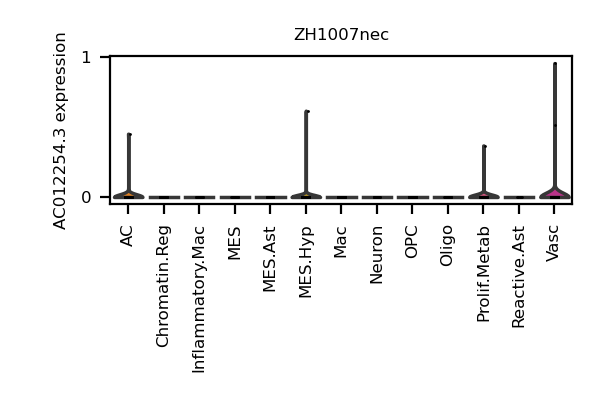 ZH1007nec
AC012254.3 expression
1
0
AC
Chromatin.Reg
Inflammatory.Mac
MES
MES.Ast
MES.Hyp
Mac
Neuron
OPC
Oligo
Prolif.Metab
Reactive.Ast
Vasc